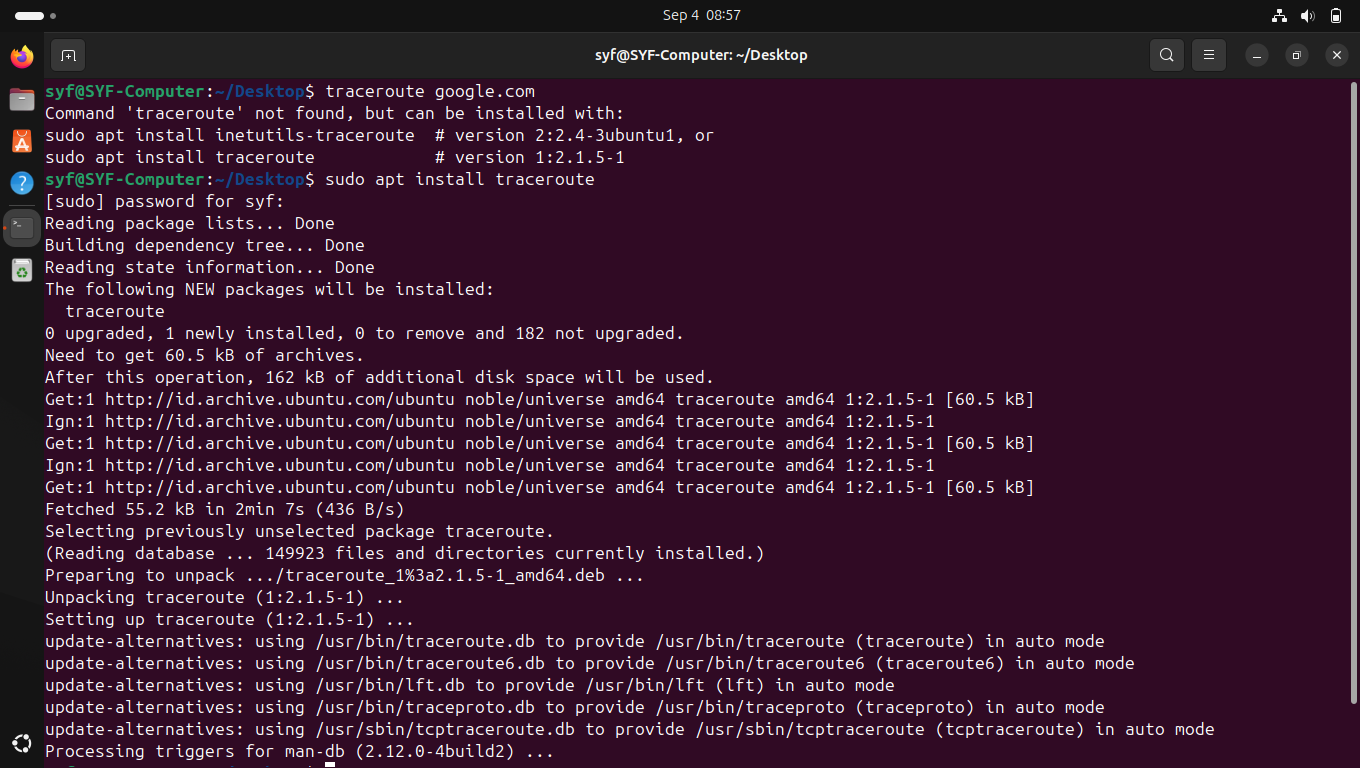 Sep 4 08:57
syf@SYF-Computer: ~/Desktop
syf@SYF-Computer:~/Desktop$ traceroute google.com
Command 'traceroute' not found, but can be installed with:
sudo apt install inetutils-traceroute  # version 2:2.4-3ubuntu1, or
sudo apt install traceroute            # version 1:2.1.5-1
syf@SYF-Computer:~/Desktop$ sudo apt install traceroute
[sudo] password for syf:
Reading package lists... Done
Building dependency tree... Done
Reading state information... Done
The following NEW packages will be installed:
  traceroute
0 upgraded, 1 newly installed, 0 to remove and 182 not upgraded.
Need to get 60.5 kB of archives.
After this operation, 162 kB of additional disk space will be used.
Get:1 http://id.archive.ubuntu.com/ubuntu noble/universe amd64 traceroute amd64 1:2.1.5-1 [60.5 kB]
Ign:1 http://id.archive.ubuntu.com/ubuntu noble/universe amd64 traceroute amd64 1:2.1.5-1
Get:1 http://id.archive.ubuntu.com/ubuntu noble/universe amd64 traceroute amd64 1:2.1.5-1 [60.5 kB]
Ign:1 http://id.archive.ubuntu.com/ubuntu noble/universe amd64 traceroute amd64 1:2.1.5-1
Get:1 http://id.archive.ubuntu.com/ubuntu noble/universe amd64 traceroute amd64 1:2.1.5-1 [60.5 kB]
Fetched 55.2 kB in 2min 7s (436 B/s)
Selecting previously unselected package traceroute.
(Reading database ... 149923 files and directories currently installed.)
Preparing to unpack .../traceroute_1%3a2.1.5-1_amd64.deb ...
Unpacking traceroute (1:2.1.5-1) ...
Setting up traceroute (1:2.1.5-1) ...
update-alternatives: using /usr/bin/traceroute.db to provide /usr/bin/traceroute (traceroute) in auto mode
update-alternatives: using /usr/bin/traceroute6.db to provide /usr/bin/traceroute6 (traceroute6) in auto mode
update-alternatives: using /usr/bin/lft.db to provide /usr/bin/lft (lft) in auto mode
update-alternatives: using /usr/bin/traceproto.db to provide /usr/bin/traceproto (traceproto) in auto mode
update-alternatives: using /usr/sbin/tcptraceroute.db to provide /usr/sbin/tcptraceroute (tcptraceroute) in auto mode
Processing triggers for man-db (2.12.0-4build2) ...